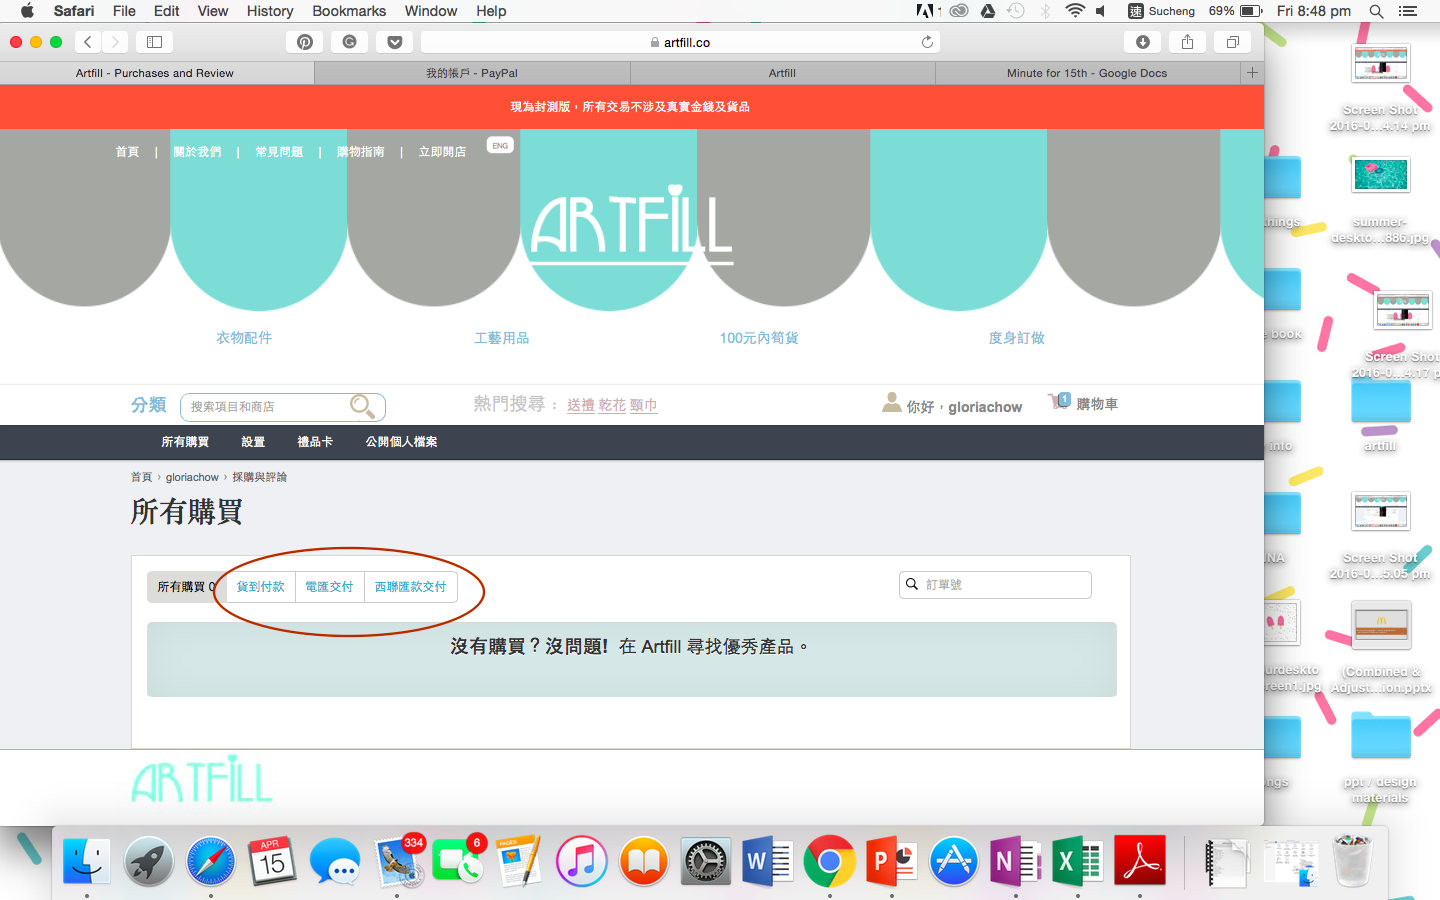 Safari File Edit View History Bookmarks Window Help 1 速 Sucheng 69% Fri 8:48 pm
artfill.co
Artfill - Purchases and Review 我的帳戶 - PayPal Artfill Minute for 15th - Google Docs
現為封測版，所有交易不涉及真實金錢及貨品
首頁 | 關於我們 | 常見問題 | 購物指南 | 立即開店 ENG
ARTFILL
衣物配件 工藝用品 100元內筍貨 度身訂做
分類 搜索項目和商店 熱門搜尋： 送禮 乾花 頸巾 你好，gloriachow 1 購物車
所有購買 設置 禮品卡 公開個人檔案
首頁 › gloriachow › 採購與評論
所有購買
所有購買 0 貨到付款 電匯交付 西聯匯款交付 訂單號
沒有購買？沒問題! 在 Artfill 尋找優秀產品。
ARTFILL
Screen Shot
2016-0...4.14 pm
summer-
deskto...886.jpg
Screen Shot
2016-0...4.17 p
book
info
artfill
Screen Shot
2016-0...5.05 pm
NA
urdeskto
reen1.jpg
(Combined &
Adjust...ion.pptx
ngs
ppt / design
materials
APR
15
334
6
PAGES
W
P
N
X